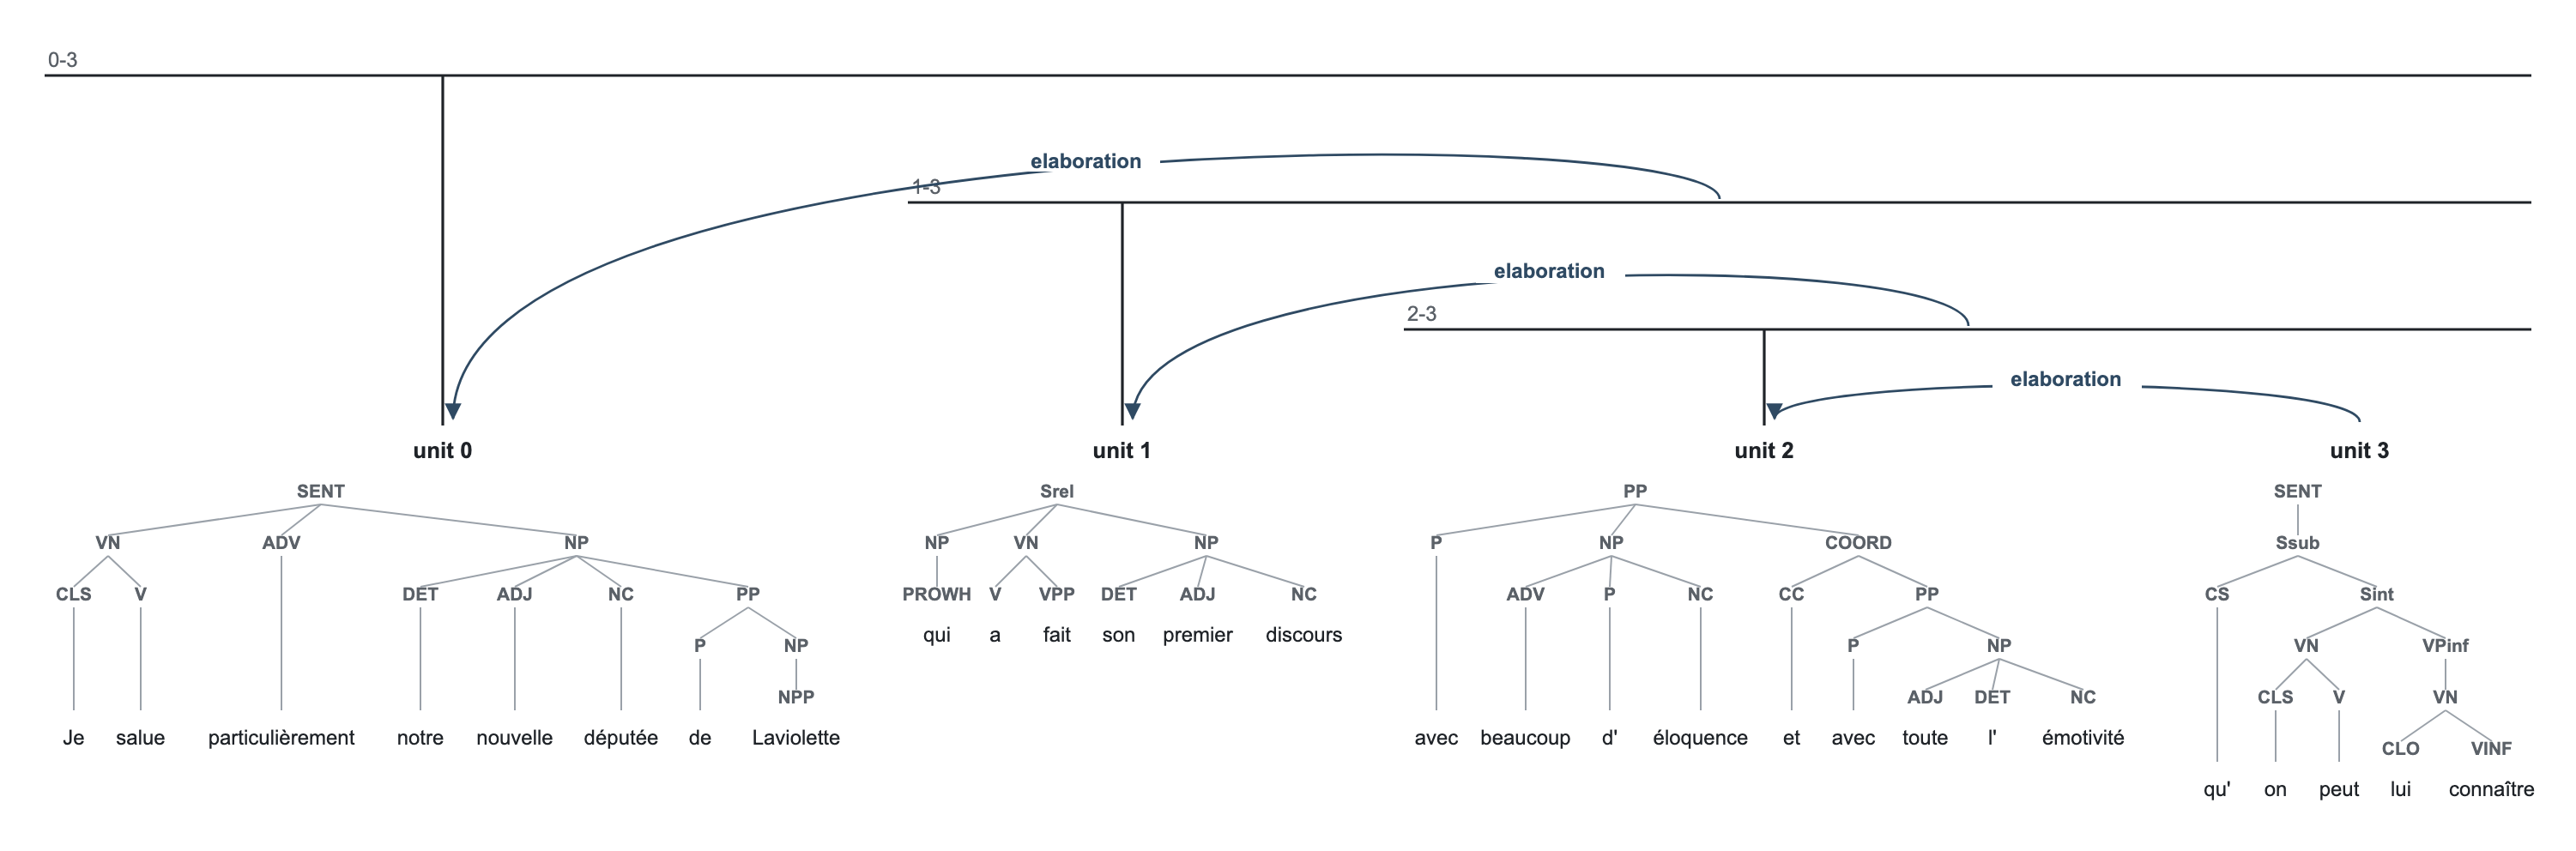 0-3
elaboration
1-3
elaboration
2-3
elaboration
unit 0 unit 1 unit 2 unit 3
SENT Srel PP SENT
VN ADV NP NP VN NP P NP COORD Ssub
CLS V DET ADJ NC PP PROWH V VPP DET ADJ NC ADV P NC CC PP CS Sint
qui a fait son premier discours
P NP P NP VN VPinf
NPP ADJ DET NC CLS V VN
Je salue particulièrement notre nouvelle députée de Laviolette avec beaucoup d' éloquence et avec toute l' émotivité
CLO VINF
qu' on peut lui connaître